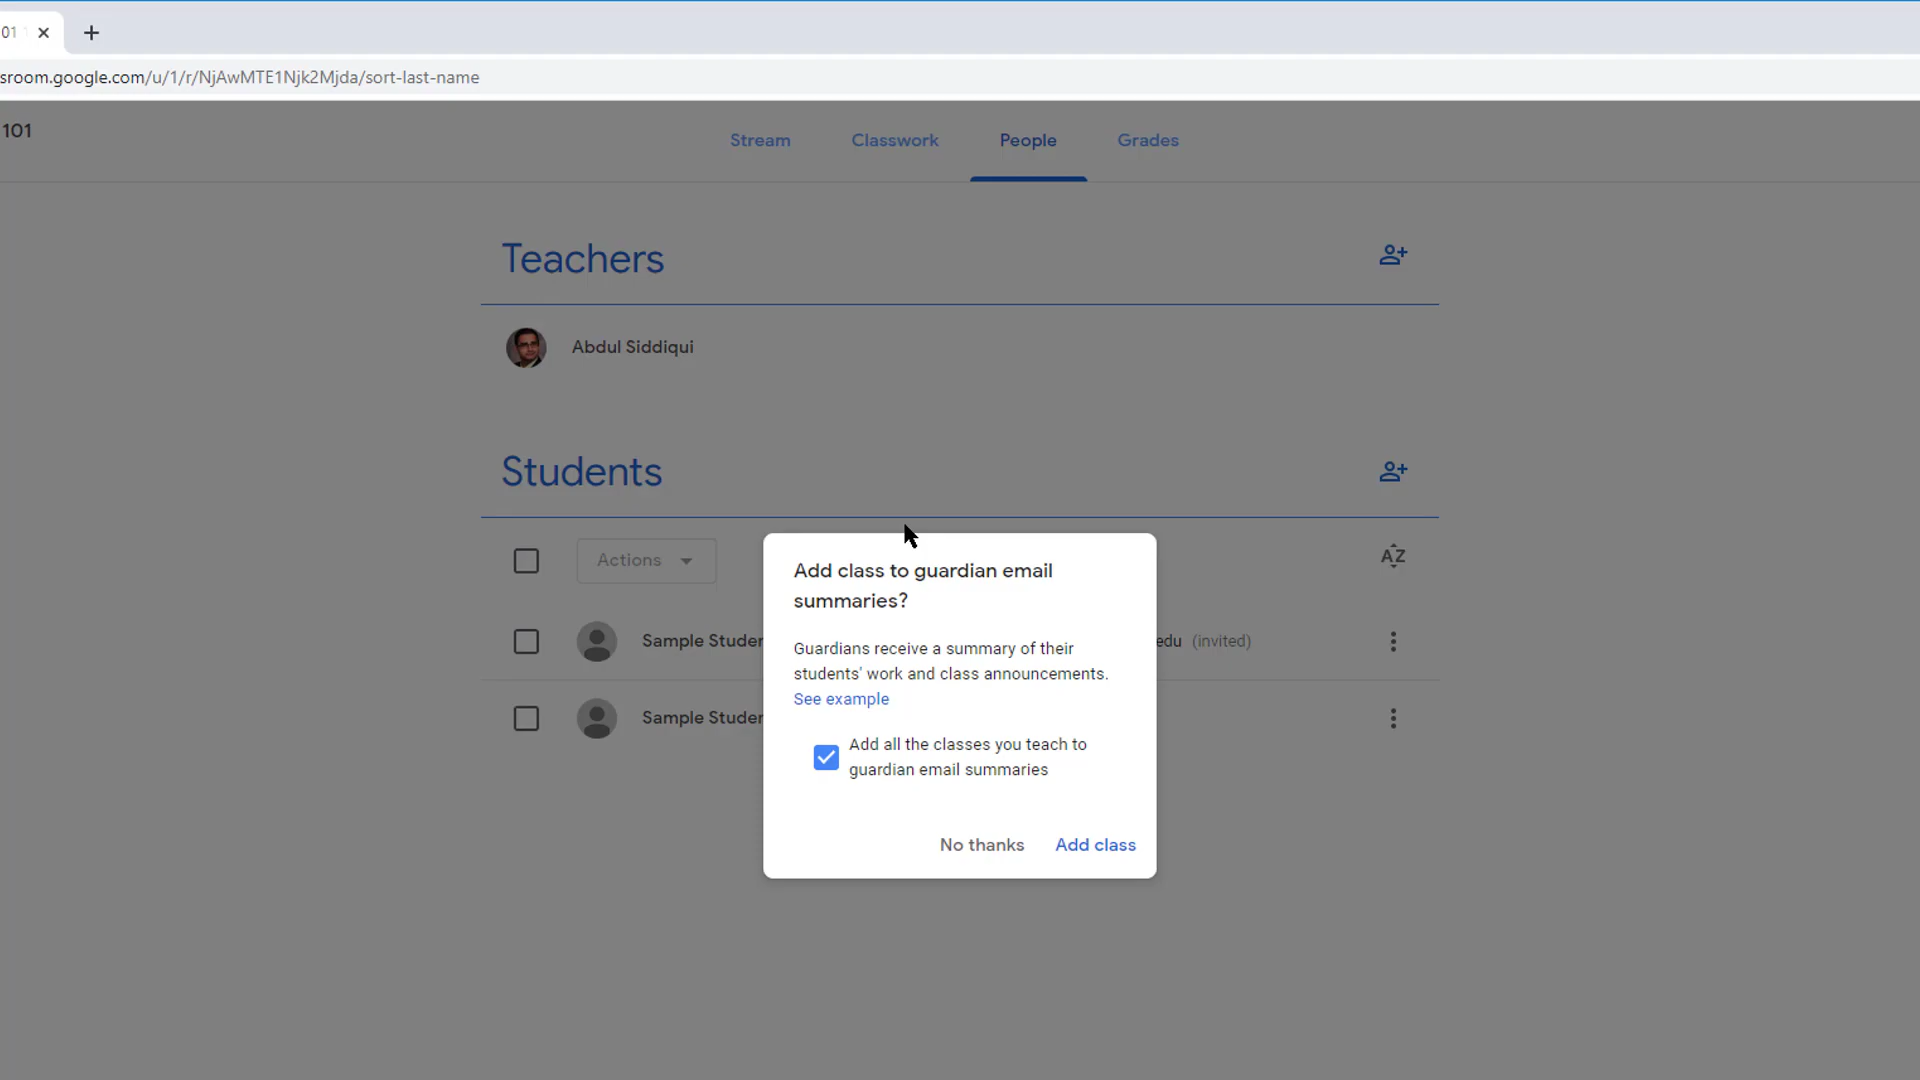 01
sroom.google.com/u/1/r/NjAwMTE1Njk2Mjda/sort-last-name
101
Stream Classwork People Grades
Teachers
Abdul Siddiqui
Students
Actions
AZ
Add class to guardian email
summaries?
Sample edu (invited)
Guardians receive a summary of their
students' work and class announcements.
See example
Sample
Add all the classes you teach to
guardian email summaries
No thanks Add class